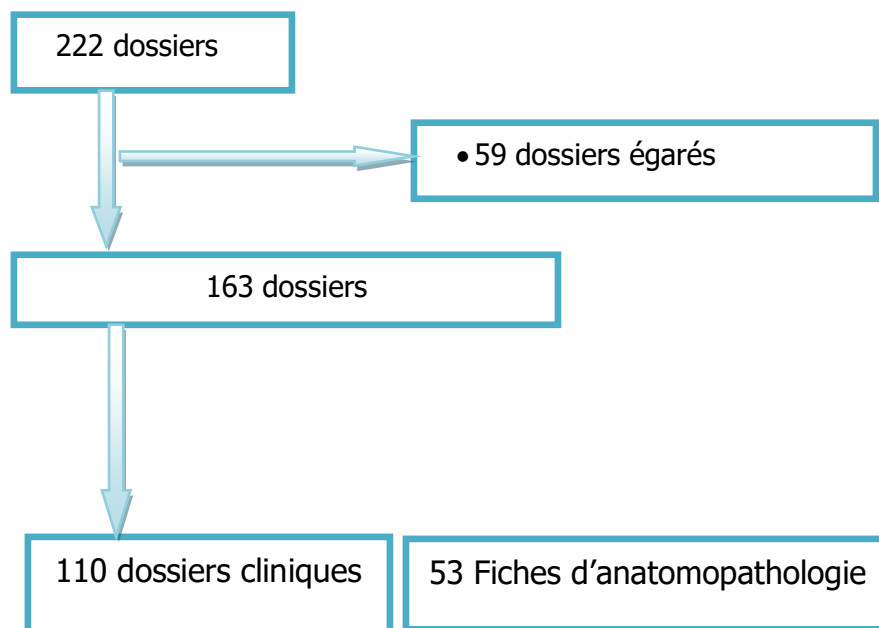 222 dossiers
• 59 dossiers égarés
163 dossiers
110 dossiers cliniques
53 Fiches d’anatomopathologie